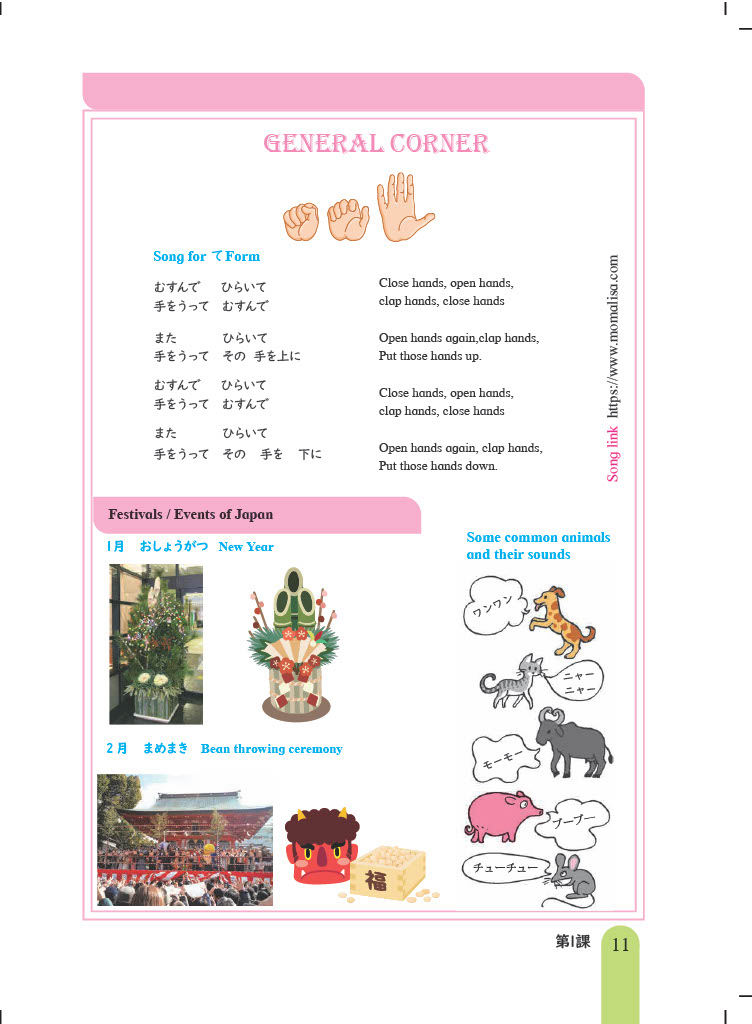 GENERAL CORNER
Song for て Form
むすんで ひらいて
手をうって むすんで
また ひらいて
手をうって その 手を上に
むすんで ひらいて
手をうって むすんで
また ひらいて
手をうって その 手を 下に
Close hands, open hands,
clap hands, close hands
Open hands again,clap hands,
Put those hands up.
Close hands, open hands,
clap hands, close hands
Open hands again, clap hands,
Put those hands down.
Song link https://www.momalisa.com
Festivals / Events of Japan
1月 おしょうがつ New Year
2月 まめまき Bean throwing ceremony
福
Some common animals
and their sounds
ワンワン
ニャー
ニャー
モーモー
ブーブー
チューチュー
第1課
11